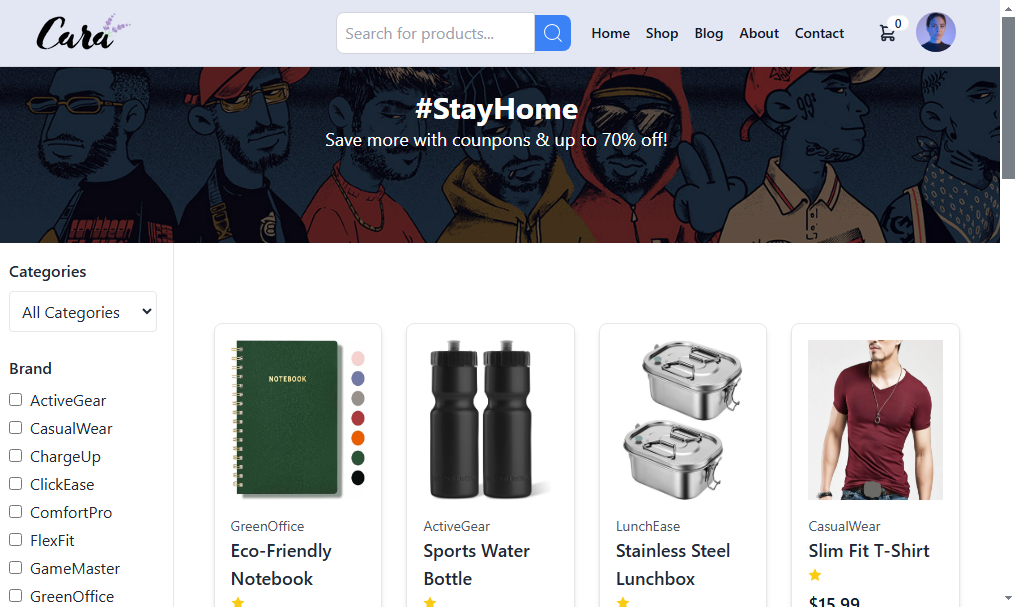 Cara
Search for products...
Home Shop Blog About Contact
0
#StayHome
Save more with counpons & up to 70% off!
Categories
All Categories
Brand
ActiveGear
CasualWear
ChargeUp
ClickEase
ComfortPro
FlexFit
GameMaster
GreenOffice
NOTEBOOK
GreenOffice
Eco-Friendly
Notebook
ActiveGear
Sports Water
Bottle
LunchEase
Stainless Steel
Lunchbox
CasualWear
Slim Fit T-Shirt
$15.99